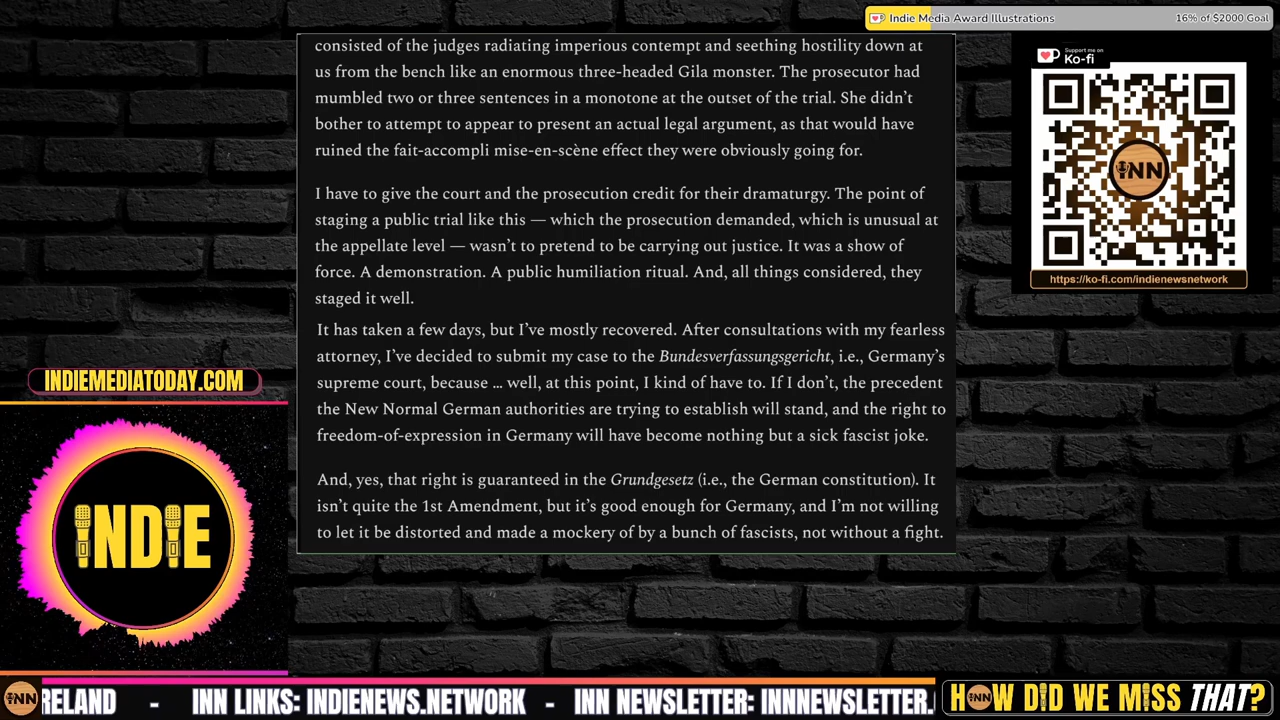 Indie Media Award Illustrations
16% of $2000 Goal
consisted of the judges radiating imperious contempt and seething hostility down at
us from the bench like an enormous three-headed Gila monster. The prosecutor had
mumbled two or three sentences in a monotone at the outset of the trial. She didn’t
bother to attempt to appear to present an actual legal argument, as that would have
ruined the fait-accompli mise-en-scène effect they were obviously going for.
I have to give the court and the prosecution credit for their dramaturgy. The point of
staging a public trial like this — which the prosecution demanded, which is unusual at
the appellate level — wasn’t to pretend to be carrying out justice. It was a show of
force. A demonstration. A public humiliation ritual. And, all things considered, they
staged it well.
It has taken a few days, but I’ve mostly recovered. After consultations with my fearless
attorney, I’ve decided to submit my case to the Bundesverfassungsgericht, i.e., Germany’s
supreme court, because … well, at this point, I kind of have to. If I don’t, the precedent
the New Normal German authorities are trying to establish will stand, and the right to
freedom-of-expression in Germany will have become nothing but a sick fascist joke.
And, yes, that right is guaranteed in the Grundgesetz (i.e., the German constitution). It
isn’t quite the 1st Amendment, but it’s good enough for Germany, and I’m not willing
to let it be distorted and made a mockery of by a bunch of fascists, not without a fight.
Support me on
Ko-fi
INN
https://ko-fi.com/indienewsnetwork
INDIEMEDIATODAY.COM
INDIE
INN
RELAND - INN LINKS: INDIENEWS.NETWORK - INN NEWSLETTER: INNNEWSLETTER.
HOW DID WE MISS THAT?